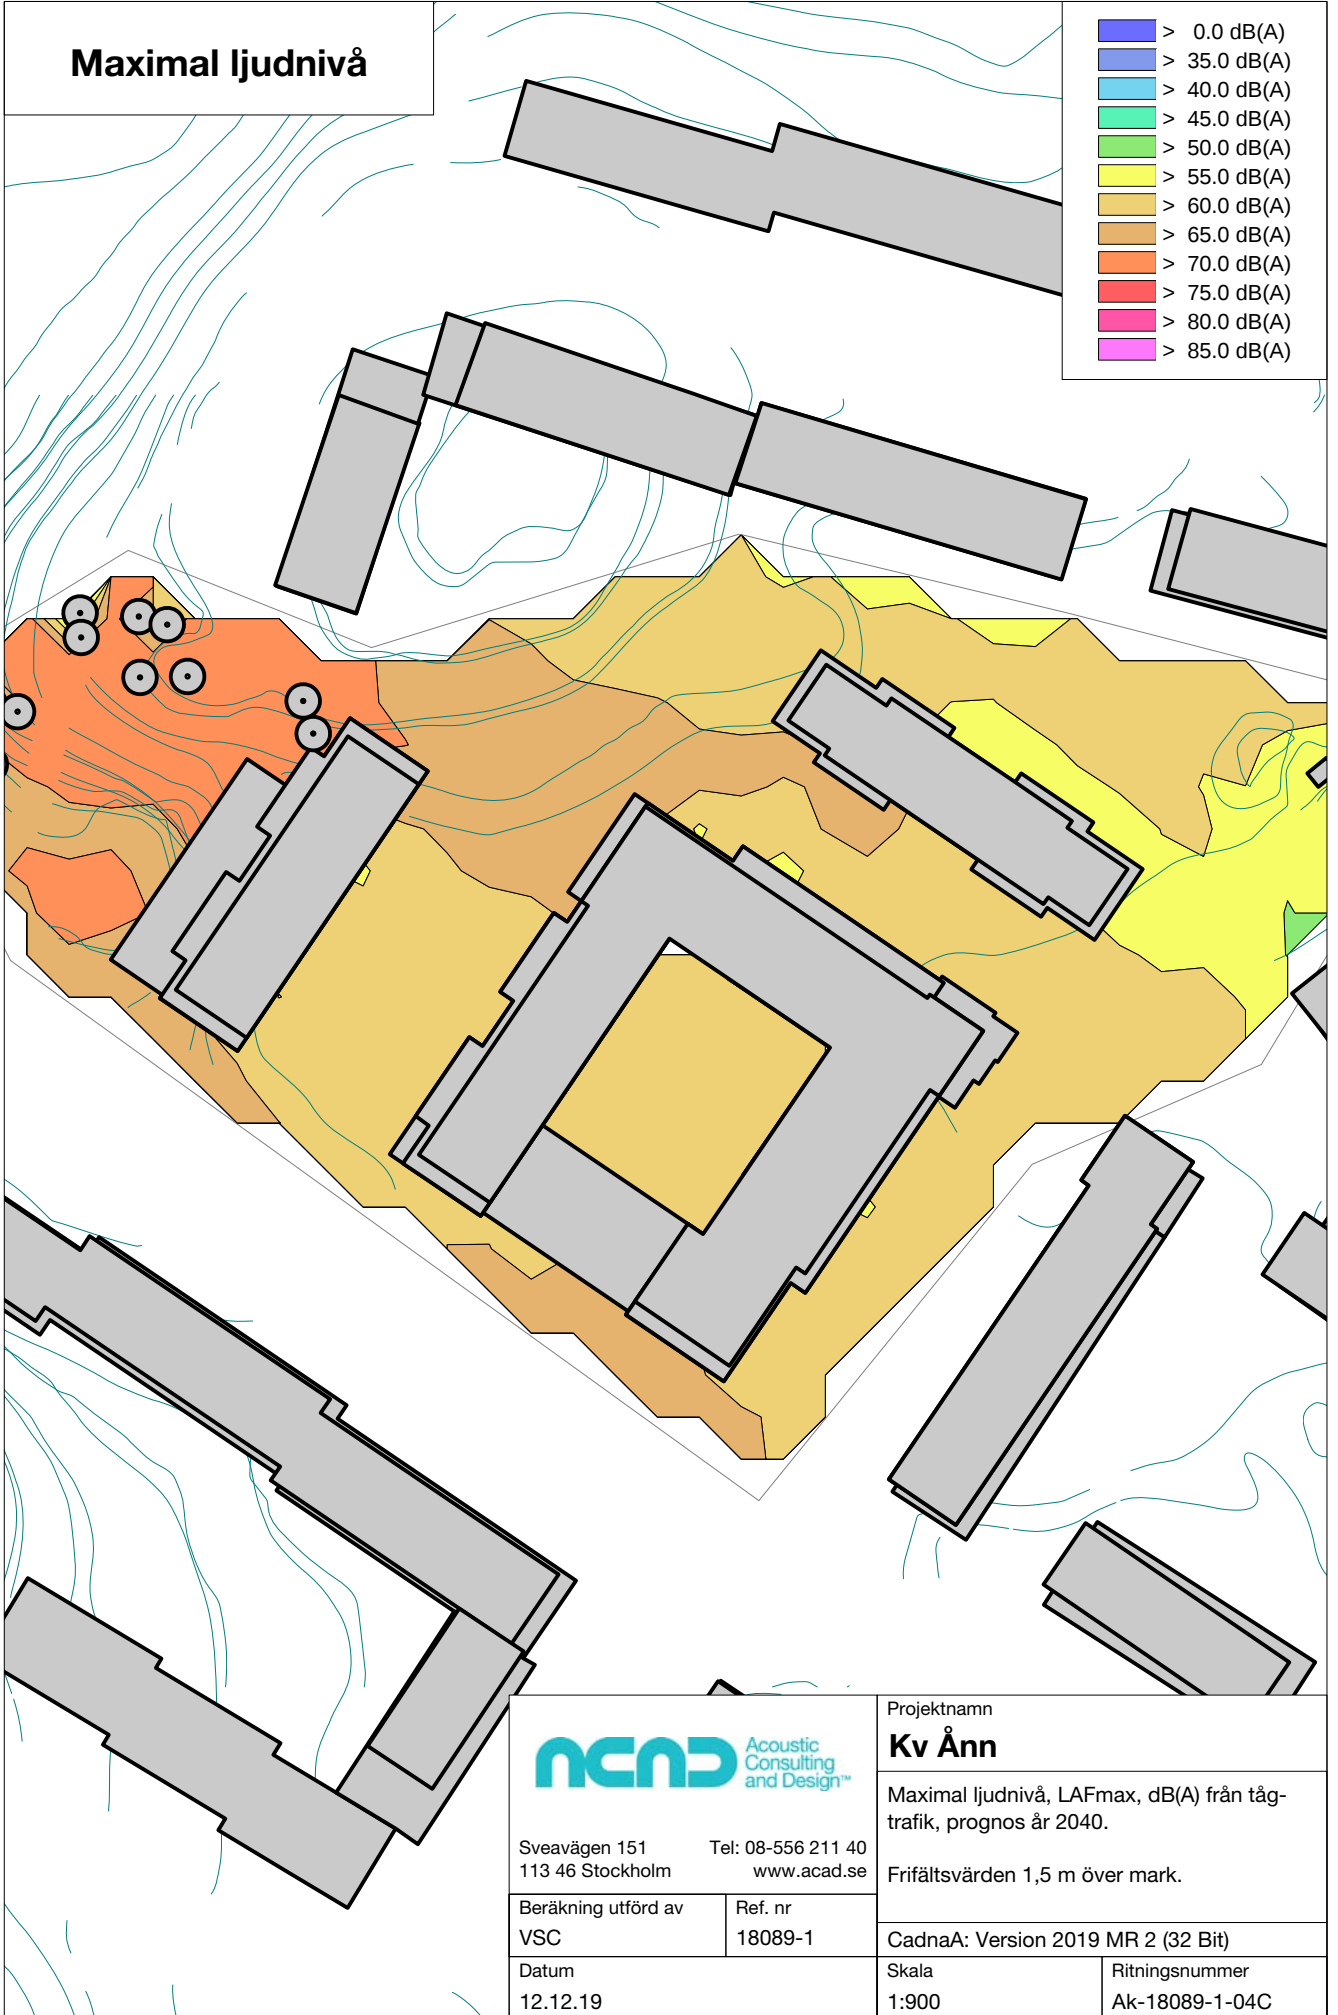 Maximal ljudnivå
> 0.0 dB(A)
> 35.0 dB(A)
> 40.0 dB(A)
> 45.0 dB(A)
> 50.0 dB(A)
> 55.0 dB(A)
> 60.0 dB(A)
> 65.0 dB(A)
> 70.0 dB(A)
> 75.0 dB(A)
> 80.0 dB(A)
> 85.0 dB(A)
ACAD
Acoustic
Consulting
and Design™
Sveavägen 151 Tel: 08-556 211 40
113 46 Stockholm www.acad.se
Beräkning utförd av
VSC
Ref. nr
18089-1
Datum
12.12.19
Projektnamn
Kv Ånn
Maximal ljudnivå, LAFmax, dB(A) från tåg-
trafik, prognos år 2040.
Frifältsvärden 1,5 m över mark.
CadnaA: Version 2019 MR 2 (32 Bit)
Skala
1:900
Ritningsnummer
Ak-18089-1-04C